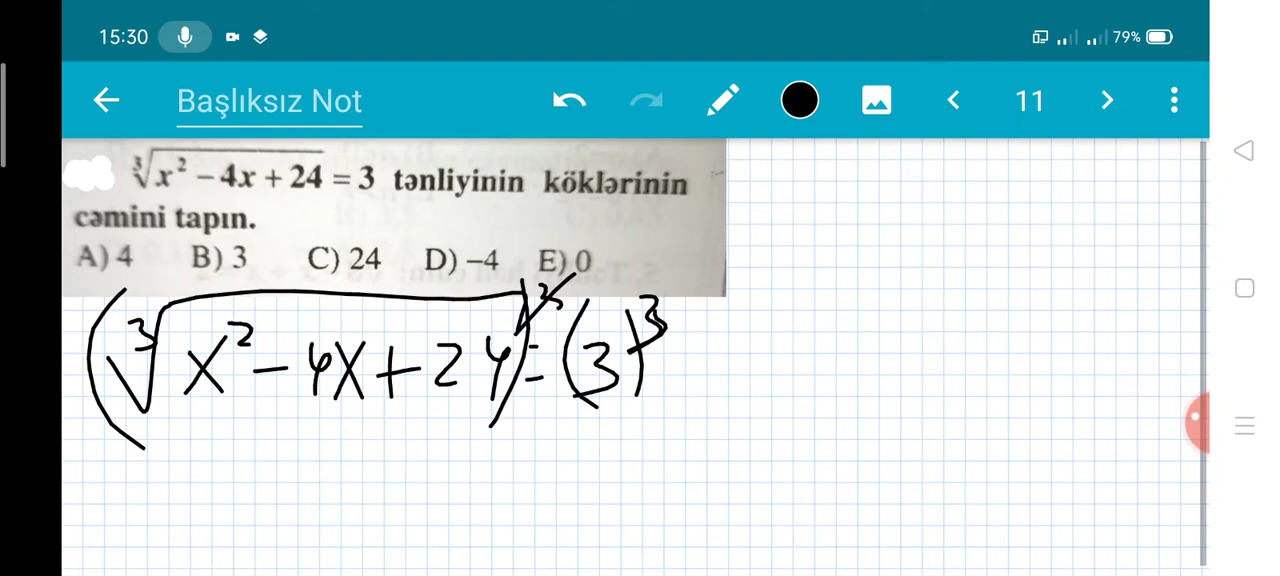 15:30 79%
Başlıksız Not 11
∛(x² − 4x + 24) = 3 tənliyinin köklərinin
cəmini tapın.
A) 4 B) 3 C) 24 D) −4 E) 0
(∛(x² − 4x + 24))³ = (3)³